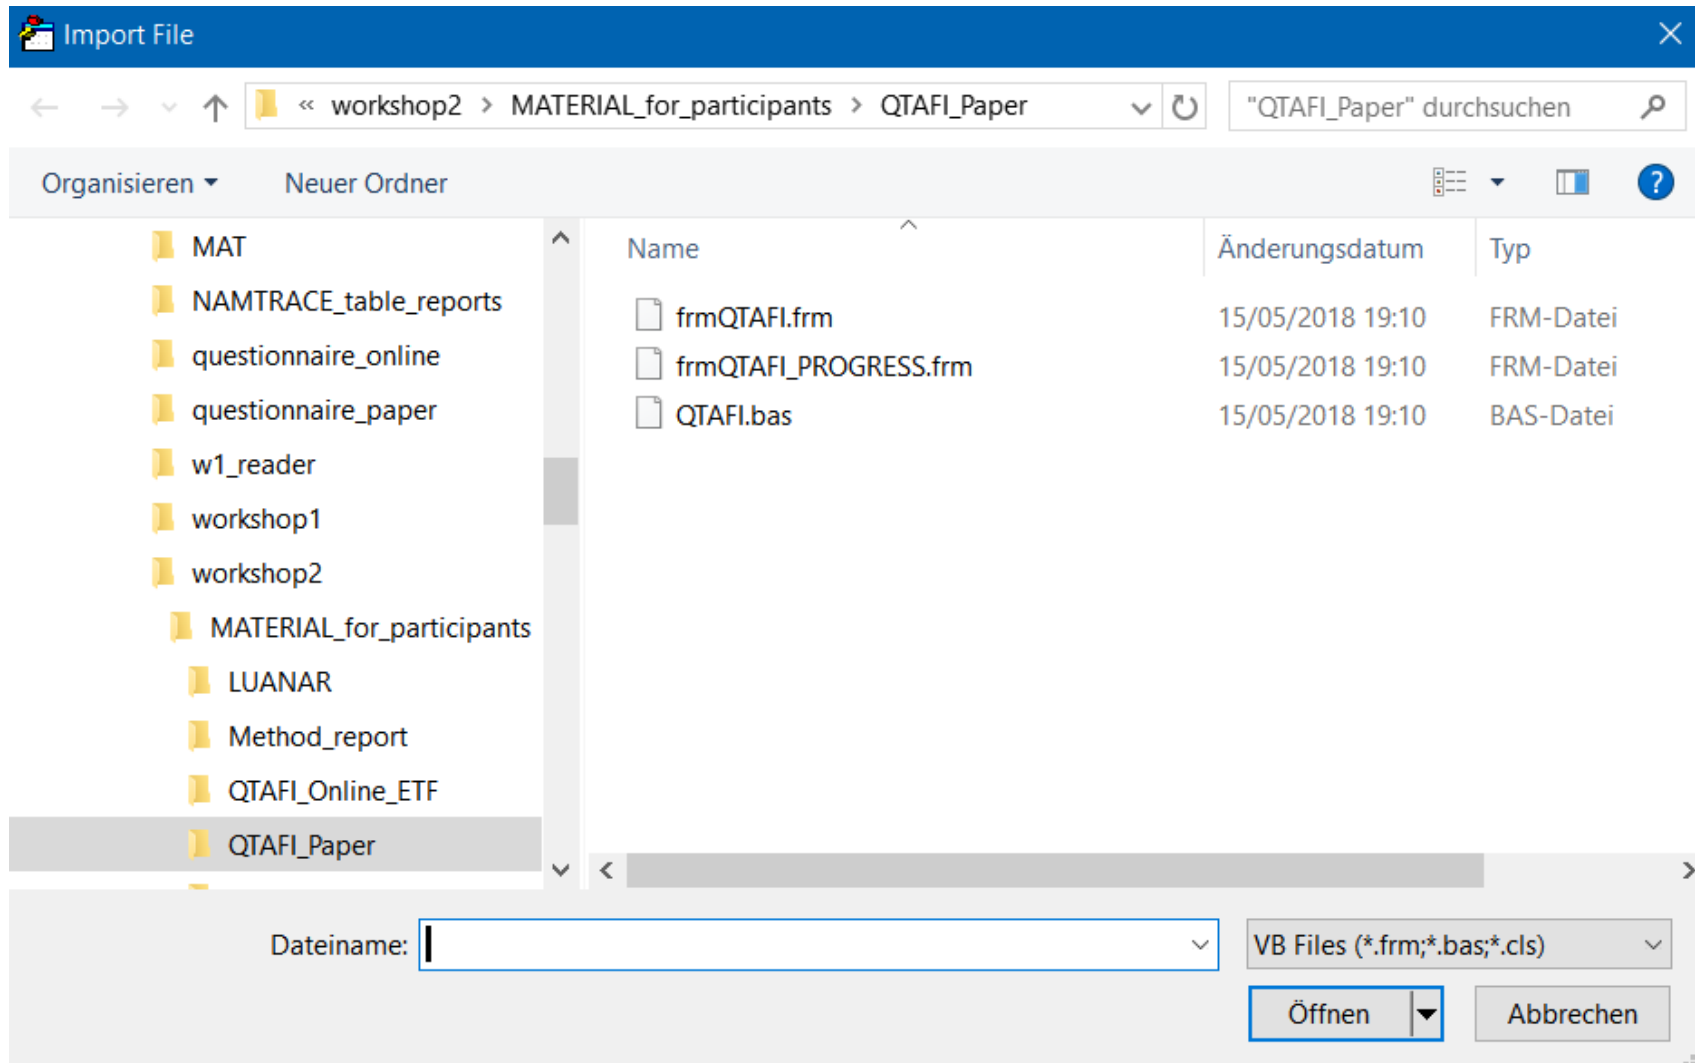 Import File
« workshop2 > MATERIAL_for_participants > QTAFI_Paper
"QTAFI_Paper" durchsuchen
Organisieren
Neuer Ordner
?
MAT
NAMTRACE_table_reports
questionnaire_online
questionnaire_paper
w1_reader
workshop1
workshop2
MATERIAL_for_participants
LUANAR
Method_report
QTAFI_Online_ETF
QTAFI_Paper
Name Änderungsdatum Typ
frmQTAFI.frm 15/05/2018 19:10 FRM-Datei
frmQTAFI_PROGRESS.frm 15/05/2018 19:10 FRM-Datei
QTAFI.bas 15/05/2018 19:10 BAS-Datei
Dateiname:
VB Files (*.frm;*.bas;*.cls)
Öffnen
Abbrechen